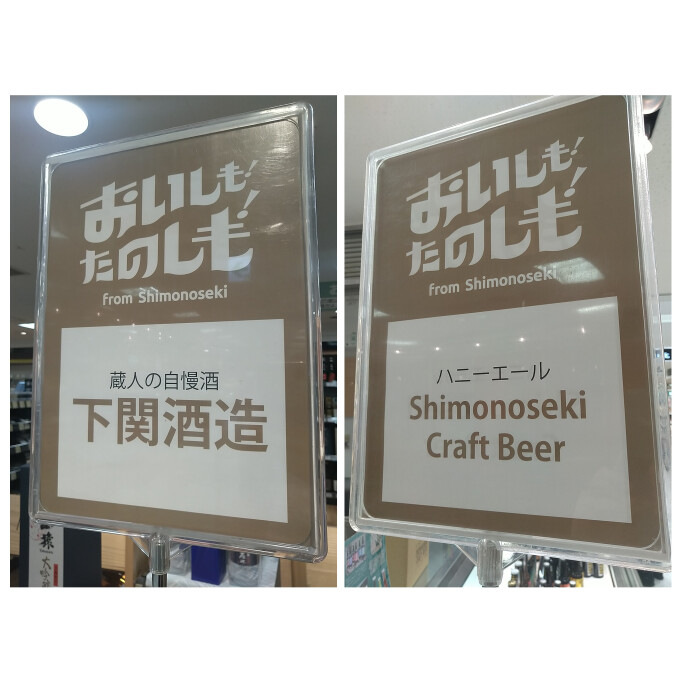 おいしも!
たのしも!
from Shimonoseki
蔵人の自慢酒
下関酒造
おいしも!
たのしも!
from Shimonoseki
ハニーエール
Shimonoseki
Craft Beer